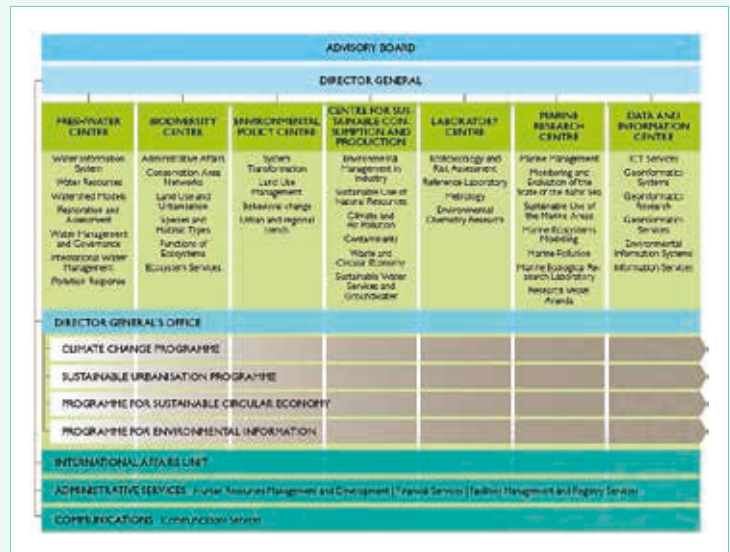 ADVISORY BOARD
DIRECTOR GENERAL
FRESHWATER
CENTRE
Water Information
System
Water Resources
Watershed Models
Restoration and
Assessment
Water Management
and Governance
International Water
Management
Pollution Response
BIODIVERSITY
CENTRE
Administrative Affairs
Conservation Area
Networks
Land Use and
Urbanisation
Species and
Habitat Types
Functions of
Ecosystems
Ecosystem Services
ENVIRONMENTAL
POLICY CENTRE
System
Transformation
Land Use
Management
Behavioral change
Urban and regional
trends
CENTRE FOR SUS-
TAINABLE CON-
SUMPTION AND
PRODUCTION
Environmental
Management in
Industry
Sustainable Use of
Natural Resources
Climate and
Air Pollution
Contaminants
Waste and
Circular Economy
Sustainable Water
Services and
Groundwater
LABORATORY
CENTRE
Ecotoxicology and
Risk Assessment
Reference Laboratory
Metrology
Environmental
Chemistry Research
MARINE
RESEARCH
CENTRE
Marine Management
Monitoring and
Evaluation of the
State of the Baltic Sea
Sustainable Use of
the Marine Areas
Marine Ecosystems
Modeling
Marine Pollution
Marine Ecological Re-
search Laboratory
Research Vessel
Aranda
DATA AND
INFORMATION
CENTRE
ICT Services
Geoinformatics
Systems
Geoinformatics
Research
Geoinformatics
Services
Environmental
Information Systems
Information Services
DIRECTOR GENERAL'S OFFICE
CLIMATE CHANGE PROGRAMME
SUSTAINABLE URBANISATION PROGRAMME
PROGRAMME FOR SUSTAINABLE CIRCULAR ECONOMY
PROGRAMME FOR ENVIRONMENTAL INFORMATION
INTERNATIONAL AFFAIRS UNIT
ADMINISTRATIVE SERVICES Human Resources Management and Development | Financial Services | Facilities Management and Registry Services
COMMUNICATIONS Communications Services